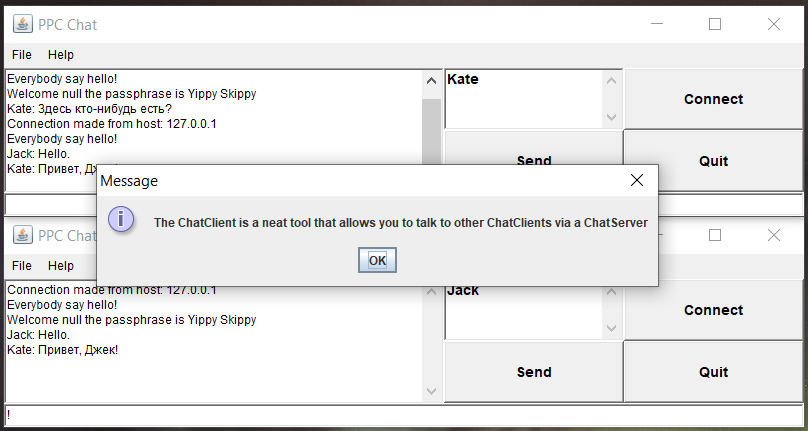 PPC Chat
File Help
Everybody say hello!
Welcome null the passphrase is Yippy Skippy
Kate: Здесь кто-нибудь есть?
Connection made from host: 127.0.0.1
Everybody say hello!
Jack: Hello.
Kate: Привет,
Kate
Connect
Send
Quit
Message
i
The ChatClient is a neat tool that allows you to talk to other ChatClients via a ChatServer
OK
PPC Chat
File Help
Connection made from host: 127.0.0.1
Everybody say hello!
Welcome null the passphrase is Yippy Skippy
Jack: Hello.
Kate: Привет, Джек!
Jack
Connect
Send
Quit
!